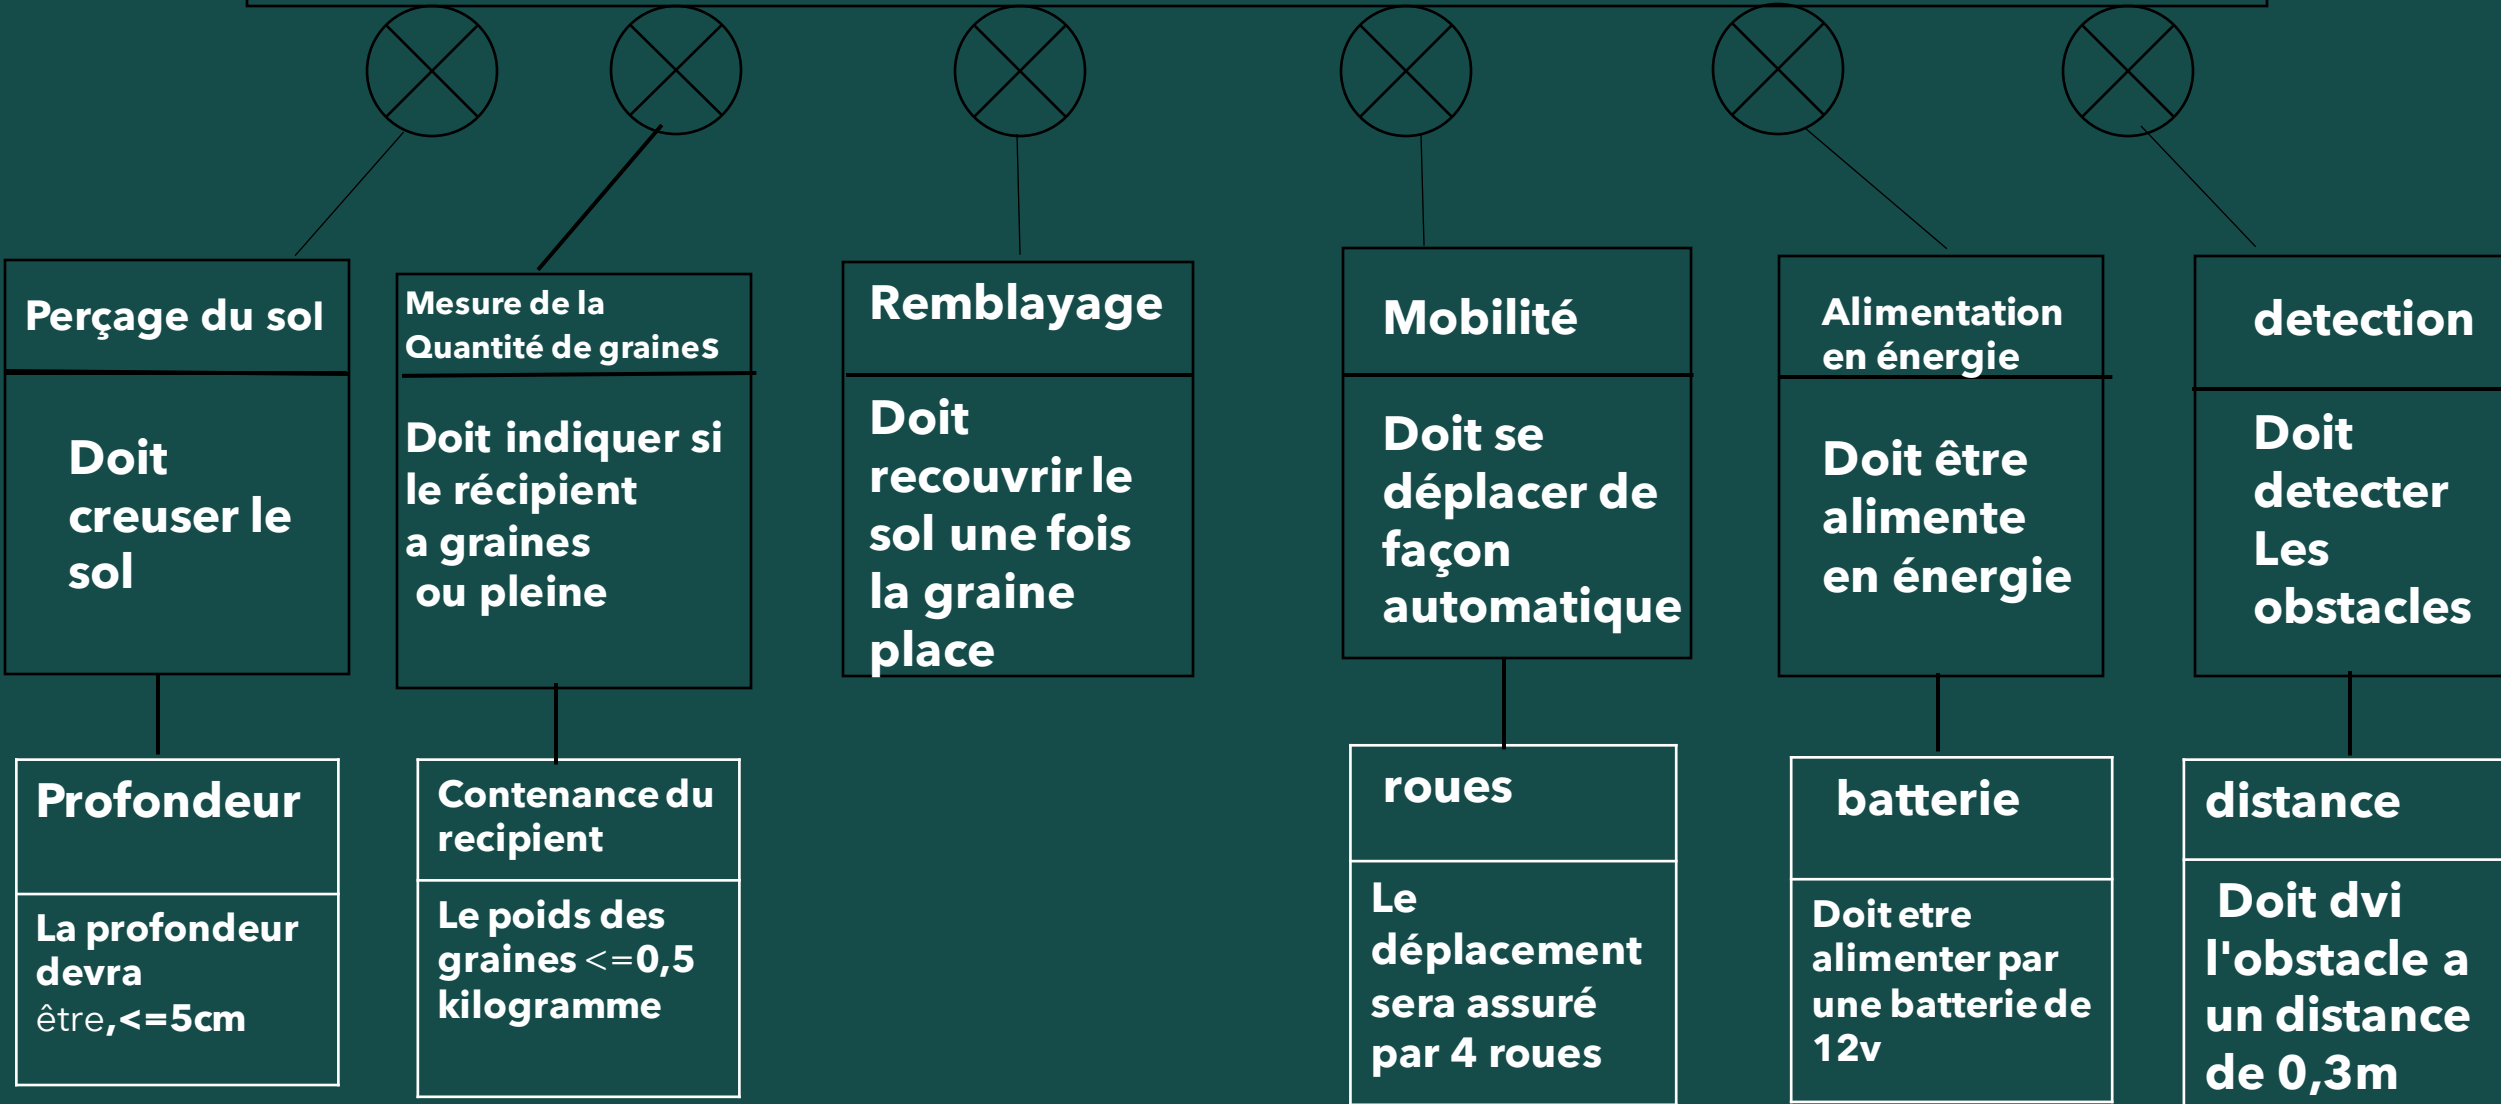 Perçage du sol
Doit
creuser le
sol
Mesure de la
Quantité de graines
Doit indiquer si
le récipient
a graines
ou pleine
Remblayage
Doit
recouvrir le
sol une fois
la graine
place
Mobilité
Doit se
déplacer de
façon
automatique
Alimentation
en énergie
Doit être
alimente
en énergie
detection
Doit
detecter
Les
obstacles
Profondeur
La profondeur
devra
être,<=5cm
Contenance du
recipient
Le poids des
graines <=0,5
kilogramme
roues
Le
déplacement
sera assuré
par 4 roues
batterie
Doit etre
alimenter par
une batterie de
12v
distance
Doit dvi
l'obstacle a
un distance
de 0,3m